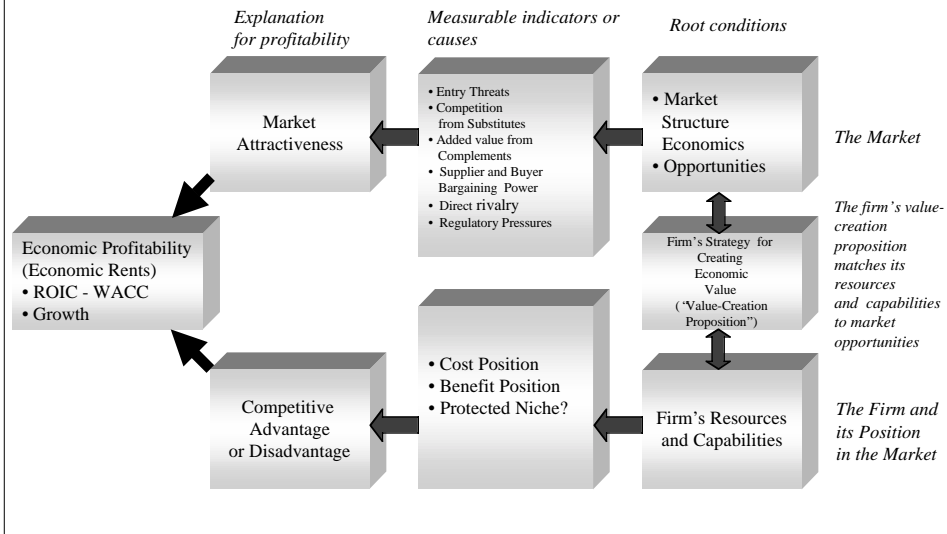 Explanation
for profitability
Measurable indicators or
causes
Root conditions
Market
Attractiveness
• Entry Threats
• Competition
from Substitutes
• Added value from
Complements
• Supplier and Buyer
Bargaining Power
• Direct rivalry
• Regulatory Pressures
• Market
Structure
Economics
• Opportunities
The Market
Economic Profitability
(Economic Rents)
• ROIC - WACC
• Growth
Firm's Strategy for
Creating
Economic
Value
("Value-Creation
Proposition")
The firm's value-
creation
proposition
matches its
resources
and capabilities
to market
opportunities
Competitive
Advantage
or Disadvantage
• Cost Position
• Benefit Position
• Protected Niche?
Firm's Resources
and Capabilities
The Firm and
its Position
in the Market